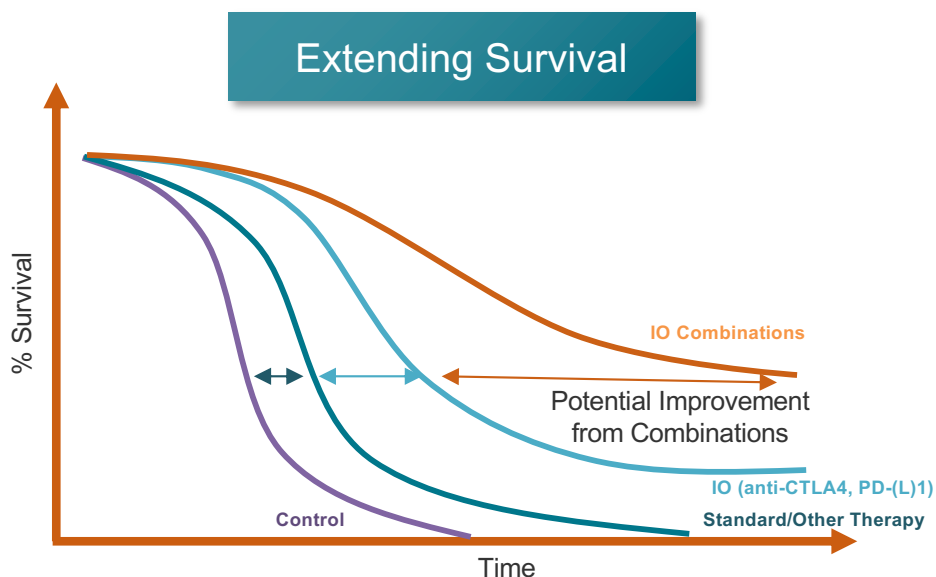 Extending Survival
% Survival
IO Combinations
Potential Improvement
from Combinations
IO (anti-CTLA4, PD-(L)1)
Control
Standard/Other Therapy
Time